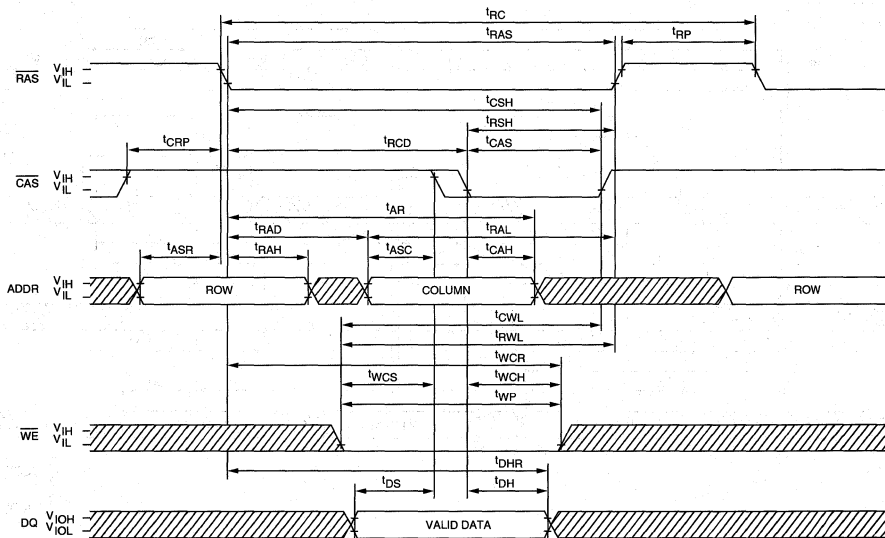 tRC
tRAS
tRP
RAS
VIH
VIL
tCSH
tRSH
tCRP
tRCD
tCAS
CAS
VIH
VIL
tAR
tRAD
tRAL
tASR
tRAH
tASC
tCAH
ADDR
VIH
VIL
ROW
COLUMN
ROW
tCWL
tRWL
tWCR
tWCS
tWCH
tWP
WE
VIH
VIL
tDHR
tDS
tDH
DQ
VIOH
VIOL
VALID DATA